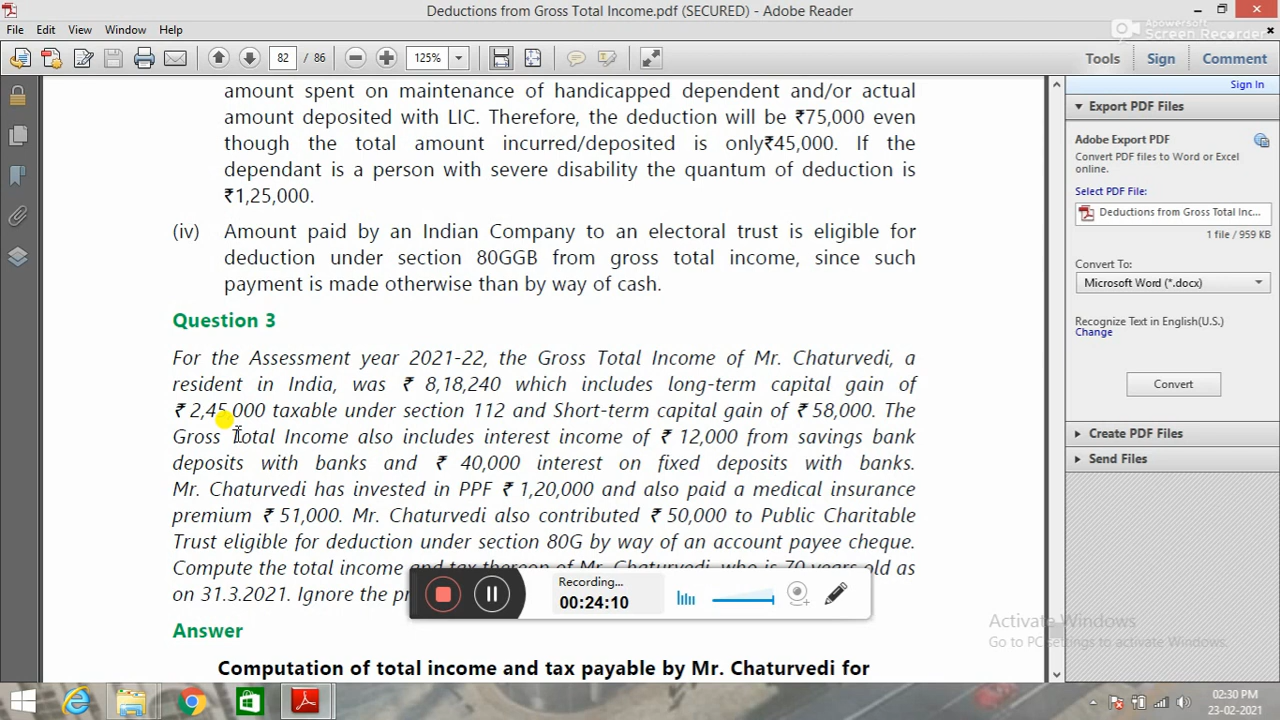 Deductions from Gross Total Income.pdf (SECURED) - Adobe Reader
File Edit View Window Help
Apowersoft
Screen Recorder
82 / 86 125% Tools Sign Comment
Sign In
Export PDF Files
Adobe Export PDF
Convert PDF files to Word or Excel
online.
Select PDF File:
Deductions from Gross Total Inc...
1 file / 959 KB
Convert To:
Microsoft Word (*.docx)
Recognize Text in English(U.S.)
Change
Convert
Create PDF Files
Send Files
amount spent on maintenance of handicapped dependent and/or actual
amount deposited with LIC. Therefore, the deduction will be ₹75,000 even
though the total amount incurred/deposited is only₹45,000. If the
dependant is a person with severe disability the quantum of deduction is
₹1,25,000.
(iv) Amount paid by an Indian Company to an electoral trust is eligible for
deduction under section 80GGB from gross total income, since such
payment is made otherwise than by way of cash.
Question 3
For the Assessment year 2021-22, the Gross Total Income of Mr. Chaturvedi, a
resident in India, was ₹ 8,18,240 which includes long-term capital gain of
₹ 2,45,000 taxable under section 112 and Short-term capital gain of ₹ 58,000. The
Gross Total Income also includes interest income of ₹ 12,000 from savings bank
deposits with banks and ₹ 40,000 interest on fixed deposits with banks.
Mr. Chaturvedi has invested in PPF ₹ 1,20,000 and also paid a medical insurance
premium ₹ 51,000. Mr. Chaturvedi also contributed ₹ 50,000 to Public Charitable
Trust eligible for deduction under section 80G by way of an account payee cheque.
Compute the total income and tax thereon of Mr. Chaturvedi, who is 70 years old as
on 31.3.2021. Ignore the
Recording...
00:24:10
Answer
Computation of total income and tax payable by Mr. Chaturvedi for
Activate Windows
Go to PC settings to activate Windows.
02:30 PM
23-02-2021